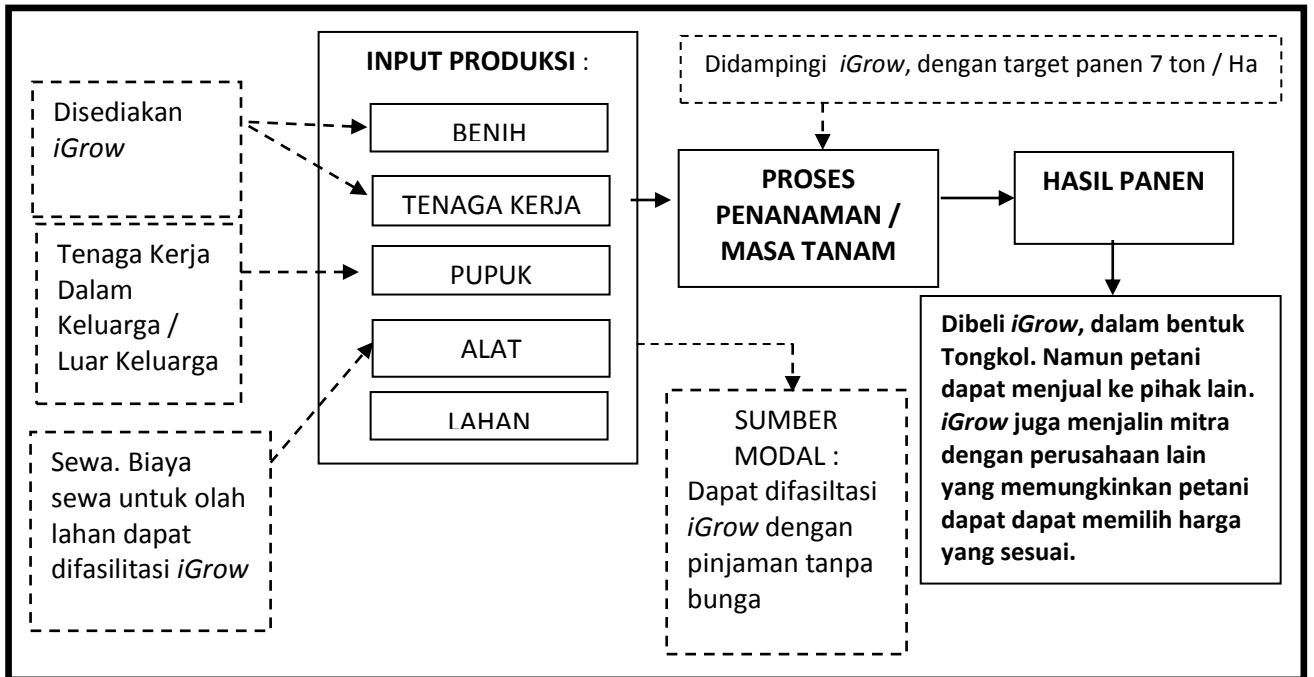 INPUT PRODUKSI :
BENIH
TENAGA KERJA
PUPUK
ALAT
LAHAN
Disediakan
iGrow
Tenaga Kerja
Dalam
Keluarga /
Luar Keluarga
Sewa. Biaya
sewa untuk olah
lahan dapat
difasilitasi iGrow
Didampingi iGrow, dengan target panen 7 ton / Ha
PROSES
PENANAMAN /
MASA TANAM
HASIL PANEN
SUMBER
MODAL :
Dapat difasiltasi
iGrow dengan
pinjaman tanpa
bunga
Dibeli iGrow, dalam bentuk
Tongkol. Namun petani
dapat menjual ke pihak lain.
iGrow juga menjalin mitra
dengan perusahaan lain
yang memungkinkan petani
dapat dapat memilih harga
yang sesuai.